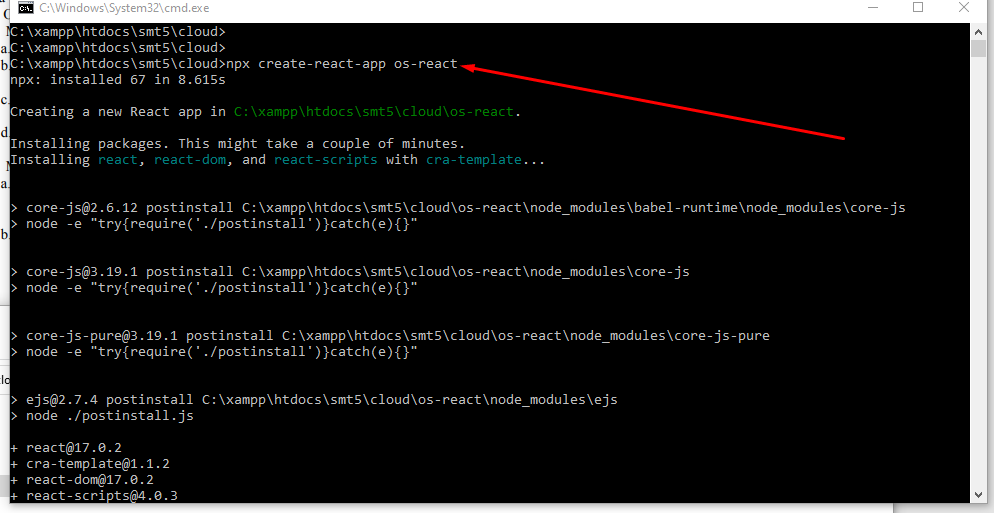 C:\Windows\System32\cmd.exe
C:\xampp\htdocs\smt5\cloud>
C:\xampp\htdocs\smt5\cloud>
C:\xampp\htdocs\smt5\cloud>npx create-react-app os-react
npx: installed 67 in 8.615s
Creating a new React app in C:\xampp\htdocs\smt5\cloud\os-react.
Installing packages. This might take a couple of minutes.
Installing react, react-dom, and react-scripts with cra-template...
> core-js@2.6.12 postinstall C:\xampp\htdocs\smt5\cloud\os-react\node_modules\babel-runtime\node_modules\core-js
> node -e "try{require('./postinstall')}catch(e){}"
> core-js@3.19.1 postinstall C:\xampp\htdocs\smt5\cloud\os-react\node_modules\core-js
> node -e "try{require('./postinstall')}catch(e){}"
> core-js-pure@3.19.1 postinstall C:\xampp\htdocs\smt5\cloud\os-react\node_modules\core-js-pure
> node -e "try{require('./postinstall')}catch(e){}"
> ejs@2.7.4 postinstall C:\xampp\htdocs\smt5\cloud\os-react\node_modules\ejs
> node ./postinstall.js
+ react@17.0.2
+ cra-template@1.1.2
+ react-dom@17.0.2
+ react-scripts@4.0.3